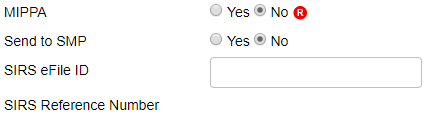 MIPPA Yes No R
Send to SMP Yes No
SIRS eFile ID
SIRS Reference Number